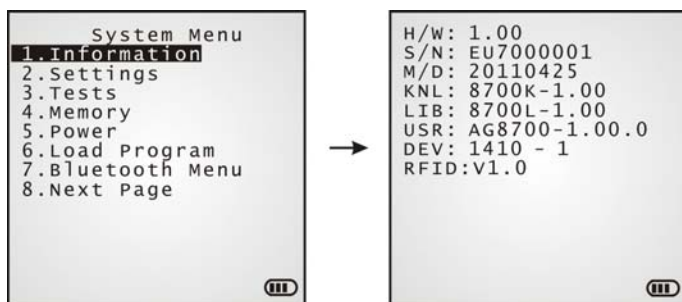 System Menu
1.Information
2.Settings
3.Tests
4.Memory
5.Power
6.Load Program
7.Bluetooth Menu
8.Next Page
H/W: 1.00
S/N: EU7000001
M/D: 20110425
KNL: 8700K-1.00
LIB: 8700L-1.00
USR: AG8700-1.00.0
DEV: 1410 - 1
RFID:V1.0